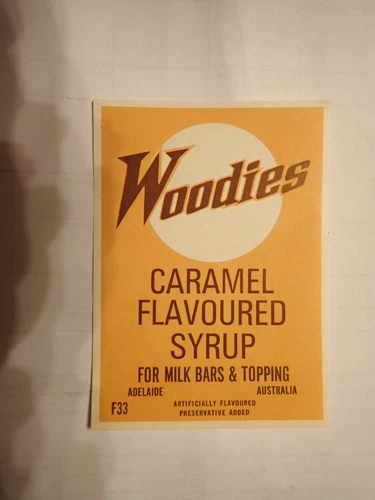 Woodies
CARAMEL
FLAVOURED
SYRUP
FOR MILK BARS & TOPPING
ADELAIDE AUSTRALIA
ARTIFICIALLY FLAVOURED
F33 PRESERVATIVE ADDED